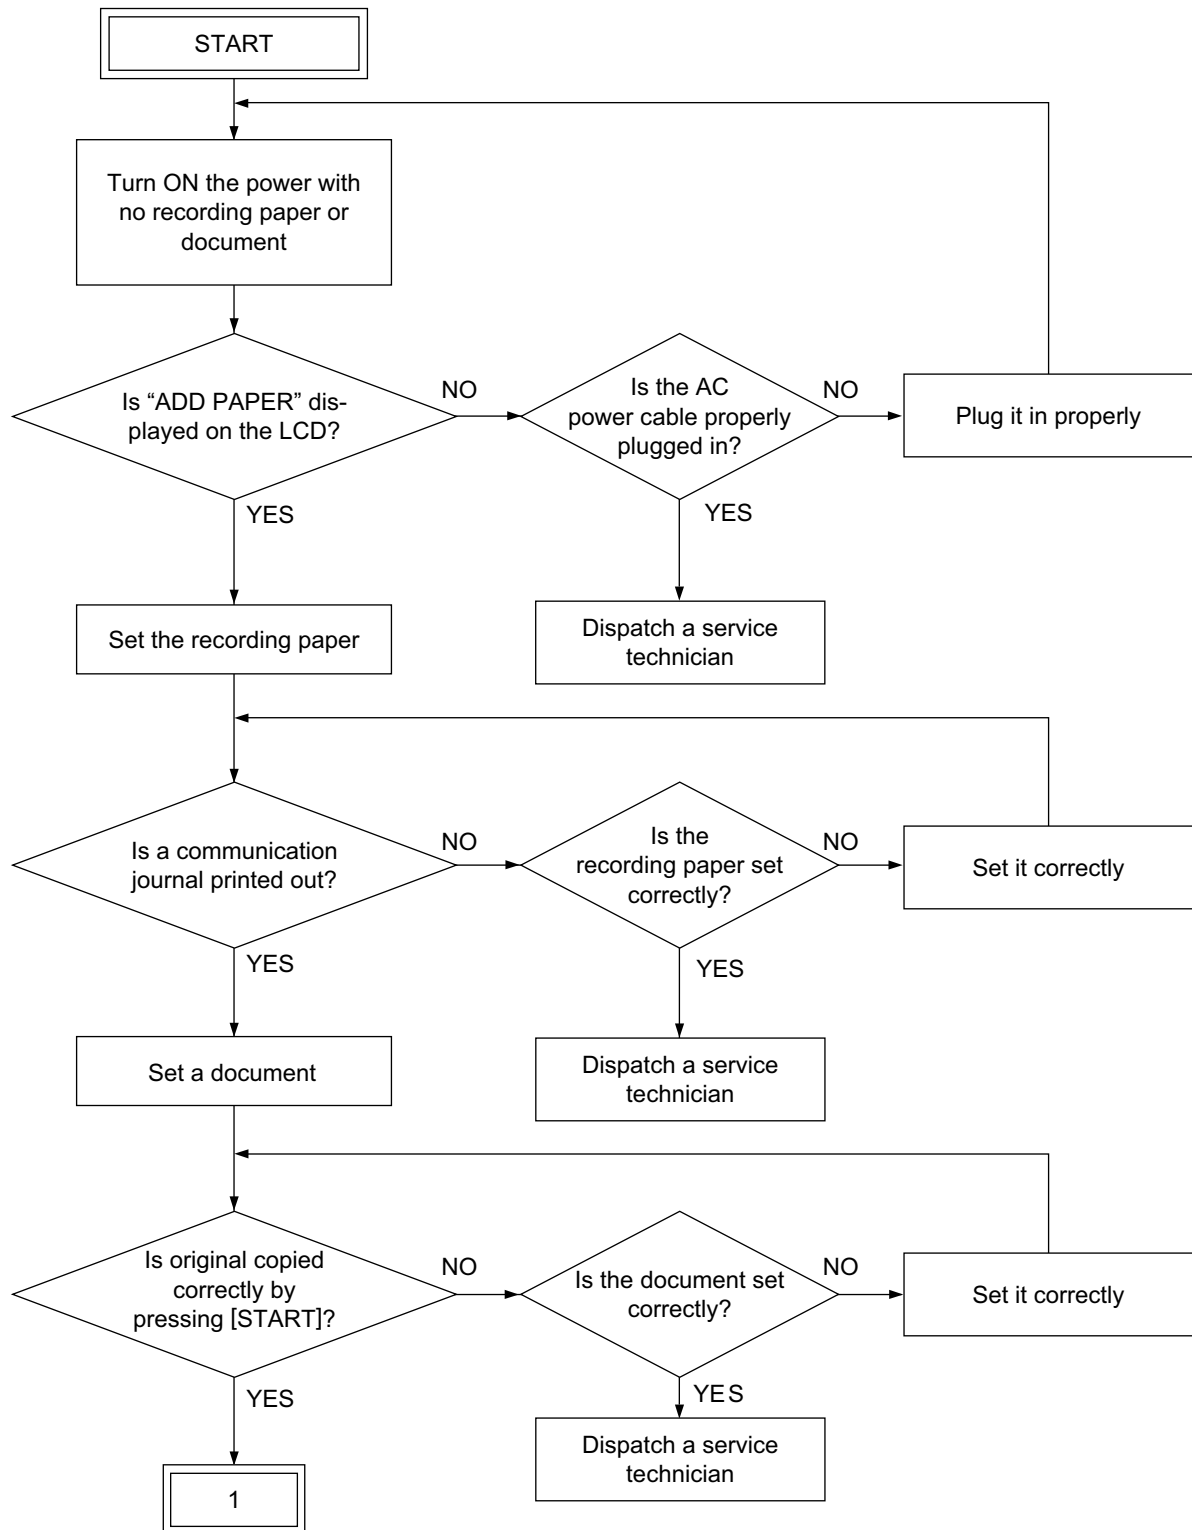 START
Turn ON the power with
no recording paper or
document
Is “ADD PAPER” dis-
played on the LCD?
NO
Is the AC
power cable properly
plugged in?
NO
Plug it in properly
YES
YES
Set the recording paper
Dispatch a service
technician
Is a communication
journal printed out?
NO
Is the
recording paper set
correctly?
NO
Set it correctly
YES
YES
Set a document
Dispatch a service
technician
Is original copied
correctly by
pressing [START]?
NO
Is the document set
correctly?
NO
Set it correctly
YES
YES
Dispatch a service
technician
1